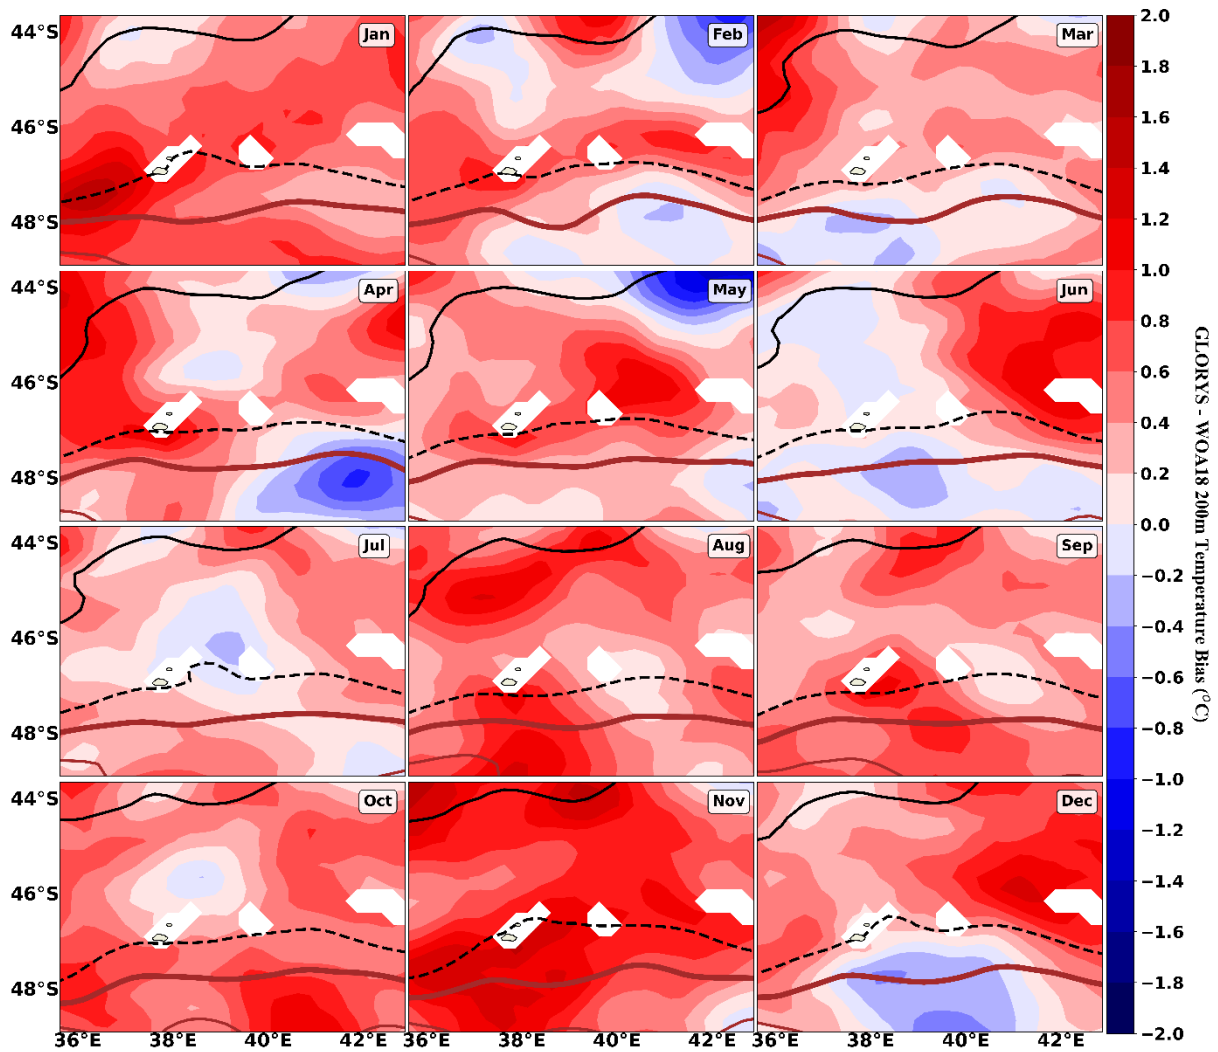 44°S
46°S
48°S
Jan
Feb
Mar
44°S
46°S
48°S
Apr
May
Jun
44°S
46°S
48°S
Jul
Aug
Sep
44°S
46°S
48°S
Oct
Nov
Dec
36°E 38°E 40°E 42°E 36°E 38°E 40°E 42°E 36°E 38°E 40°E 42°E
2.0
1.8
1.6
1.4
1.2
1.0
0.8
0.6
0.4
0.2
0.0
−0.2
−0.4
−0.6
−0.8
−1.0
−1.2
−1.4
−1.6
−1.8
−2.0
GLORYS - WOA18 200m Temperature Bias (°C)